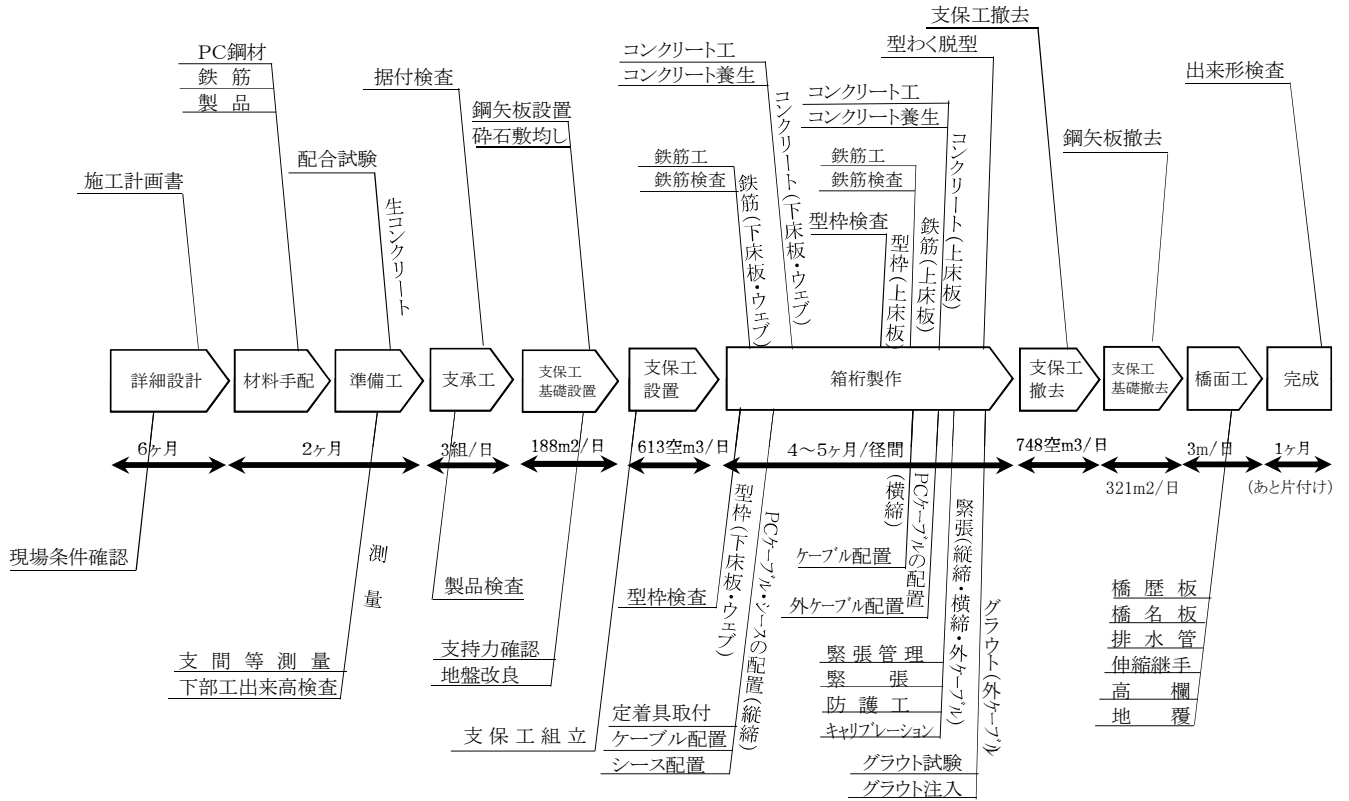 PC鋼材
鉄 筋
製 品
施工計画書
配合試験
生コンクリート
据付検査
鋼矢板設置
砕石敷均し
コンクリート工
コンクリート養生
コンクリート(下床板・ウェブ)
鉄筋工
鉄筋検査
鉄筋(下床板・ウェブ)
コンクリート工
コンクリート養生
コンクリート(上床板)
鉄筋工
鉄筋検査
鉄筋(上床板)
型枠検査
型枠(上床板)
型わく脱型
支保工撤去
鋼矢板撤去
出来形検査
詳細設計
材料手配
準備工
支承工
支保工
基礎設置
支保工
設置
箱桁製作
支保工
撤去
支保工
基礎撤去
橋面工
完成
6ヶ月
2ヶ月
3組/日
188m2/日
613空m3/日
4～5ヶ月/径間
748空m3/日
321m2/日
3m/日
1ヶ月
(あと片付け)
現場条件確認
測 量
支 間 等 測 量
下部工出来高検査
製品検査
支持力確認
地盤改良
支 保 工 組 立
型枠検査
型枠(下床板・ウェブ)
定着具取付
ケーブル配置
シース配置
PCケーブル・シースの配置(縦締)
ケーブル配置
(横締)
外ケーブル配置
PCケーブルの配置
緊張管理
緊 張
防 護 工
キャリブレーション
緊張(縦締・横締・外ケーブル)
グラウト試験
グラウト注入
グラウト(外ケーブル)
橋 歴 板
橋 名 板
排 水 管
伸縮継手
高 欄
地 覆